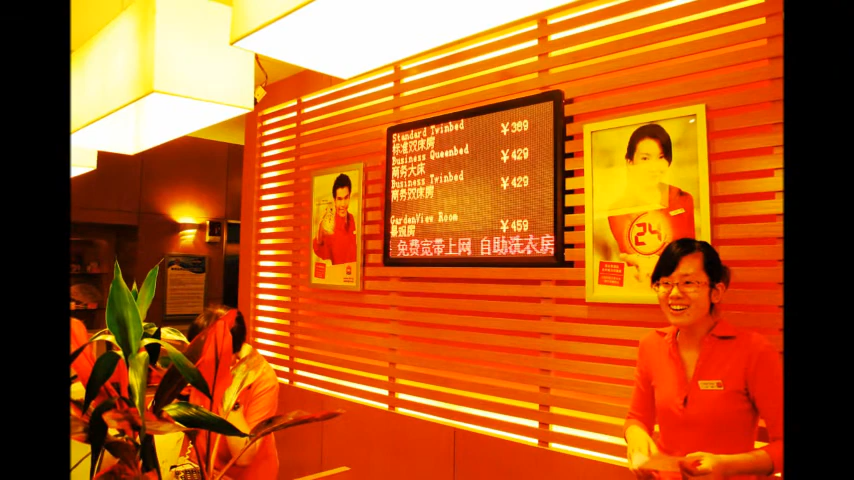 Standard Twinbed ￥389
标准双床房
Business Queenbed ￥429
商务大床
Business Twinbed ￥429
商务双床房
GardenView Room ￥459
景观房
免费宽带上网 自助洗衣房
24